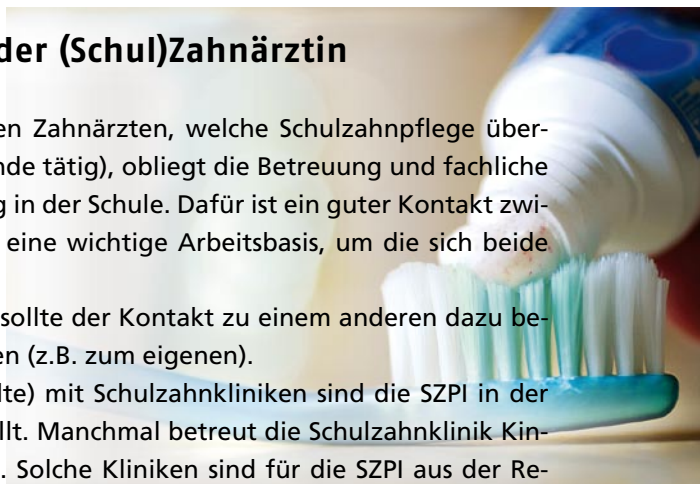 der (Schul)Zahnärztin
en Zahnärzten, welche Schulzahnpflege über-
nde tätig), obliegt die Betreuung und fachliche
g in der Schule. Dafür ist ein guter Kontakt zwi-
eine wichtige Arbeitsbasis, um die sich beide
sollte der Kontakt zu einem anderen dazu be-
en (z.B. zum eigenen).
lte) mit Schulzahnkliniken sind die SZPI in der
llt. Manchmal betreut die Schulzahnklinik Kin-
. Solche Kliniken sind für die SZPI aus der Re-